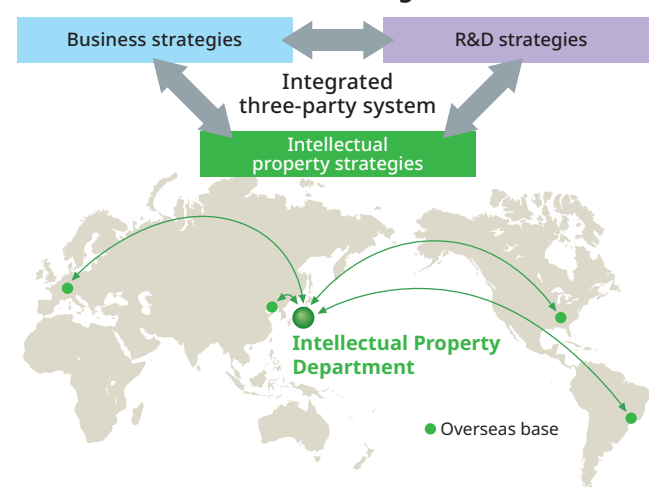 Business strategies
R&D strategies
Integrated
three-party system
Intellectual
property strategies
Intellectual Property
Department
Overseas base